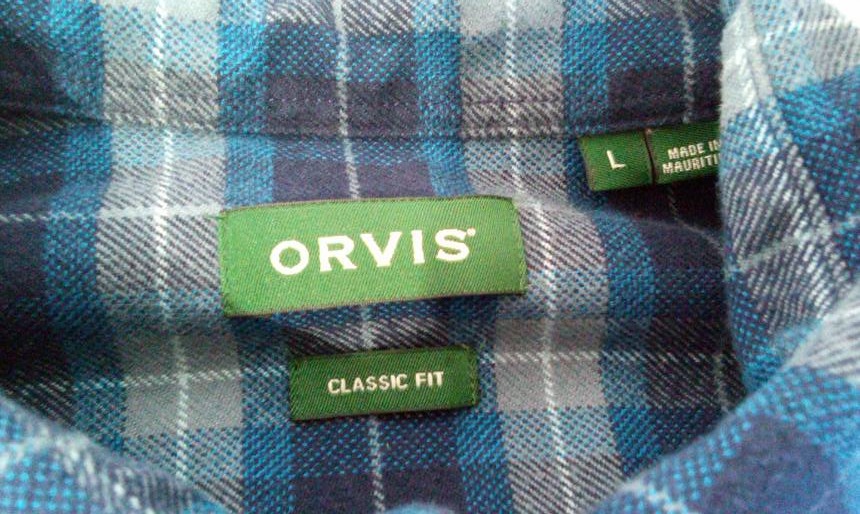 L
MADE IN
ORVIS
CLASSIC FIT